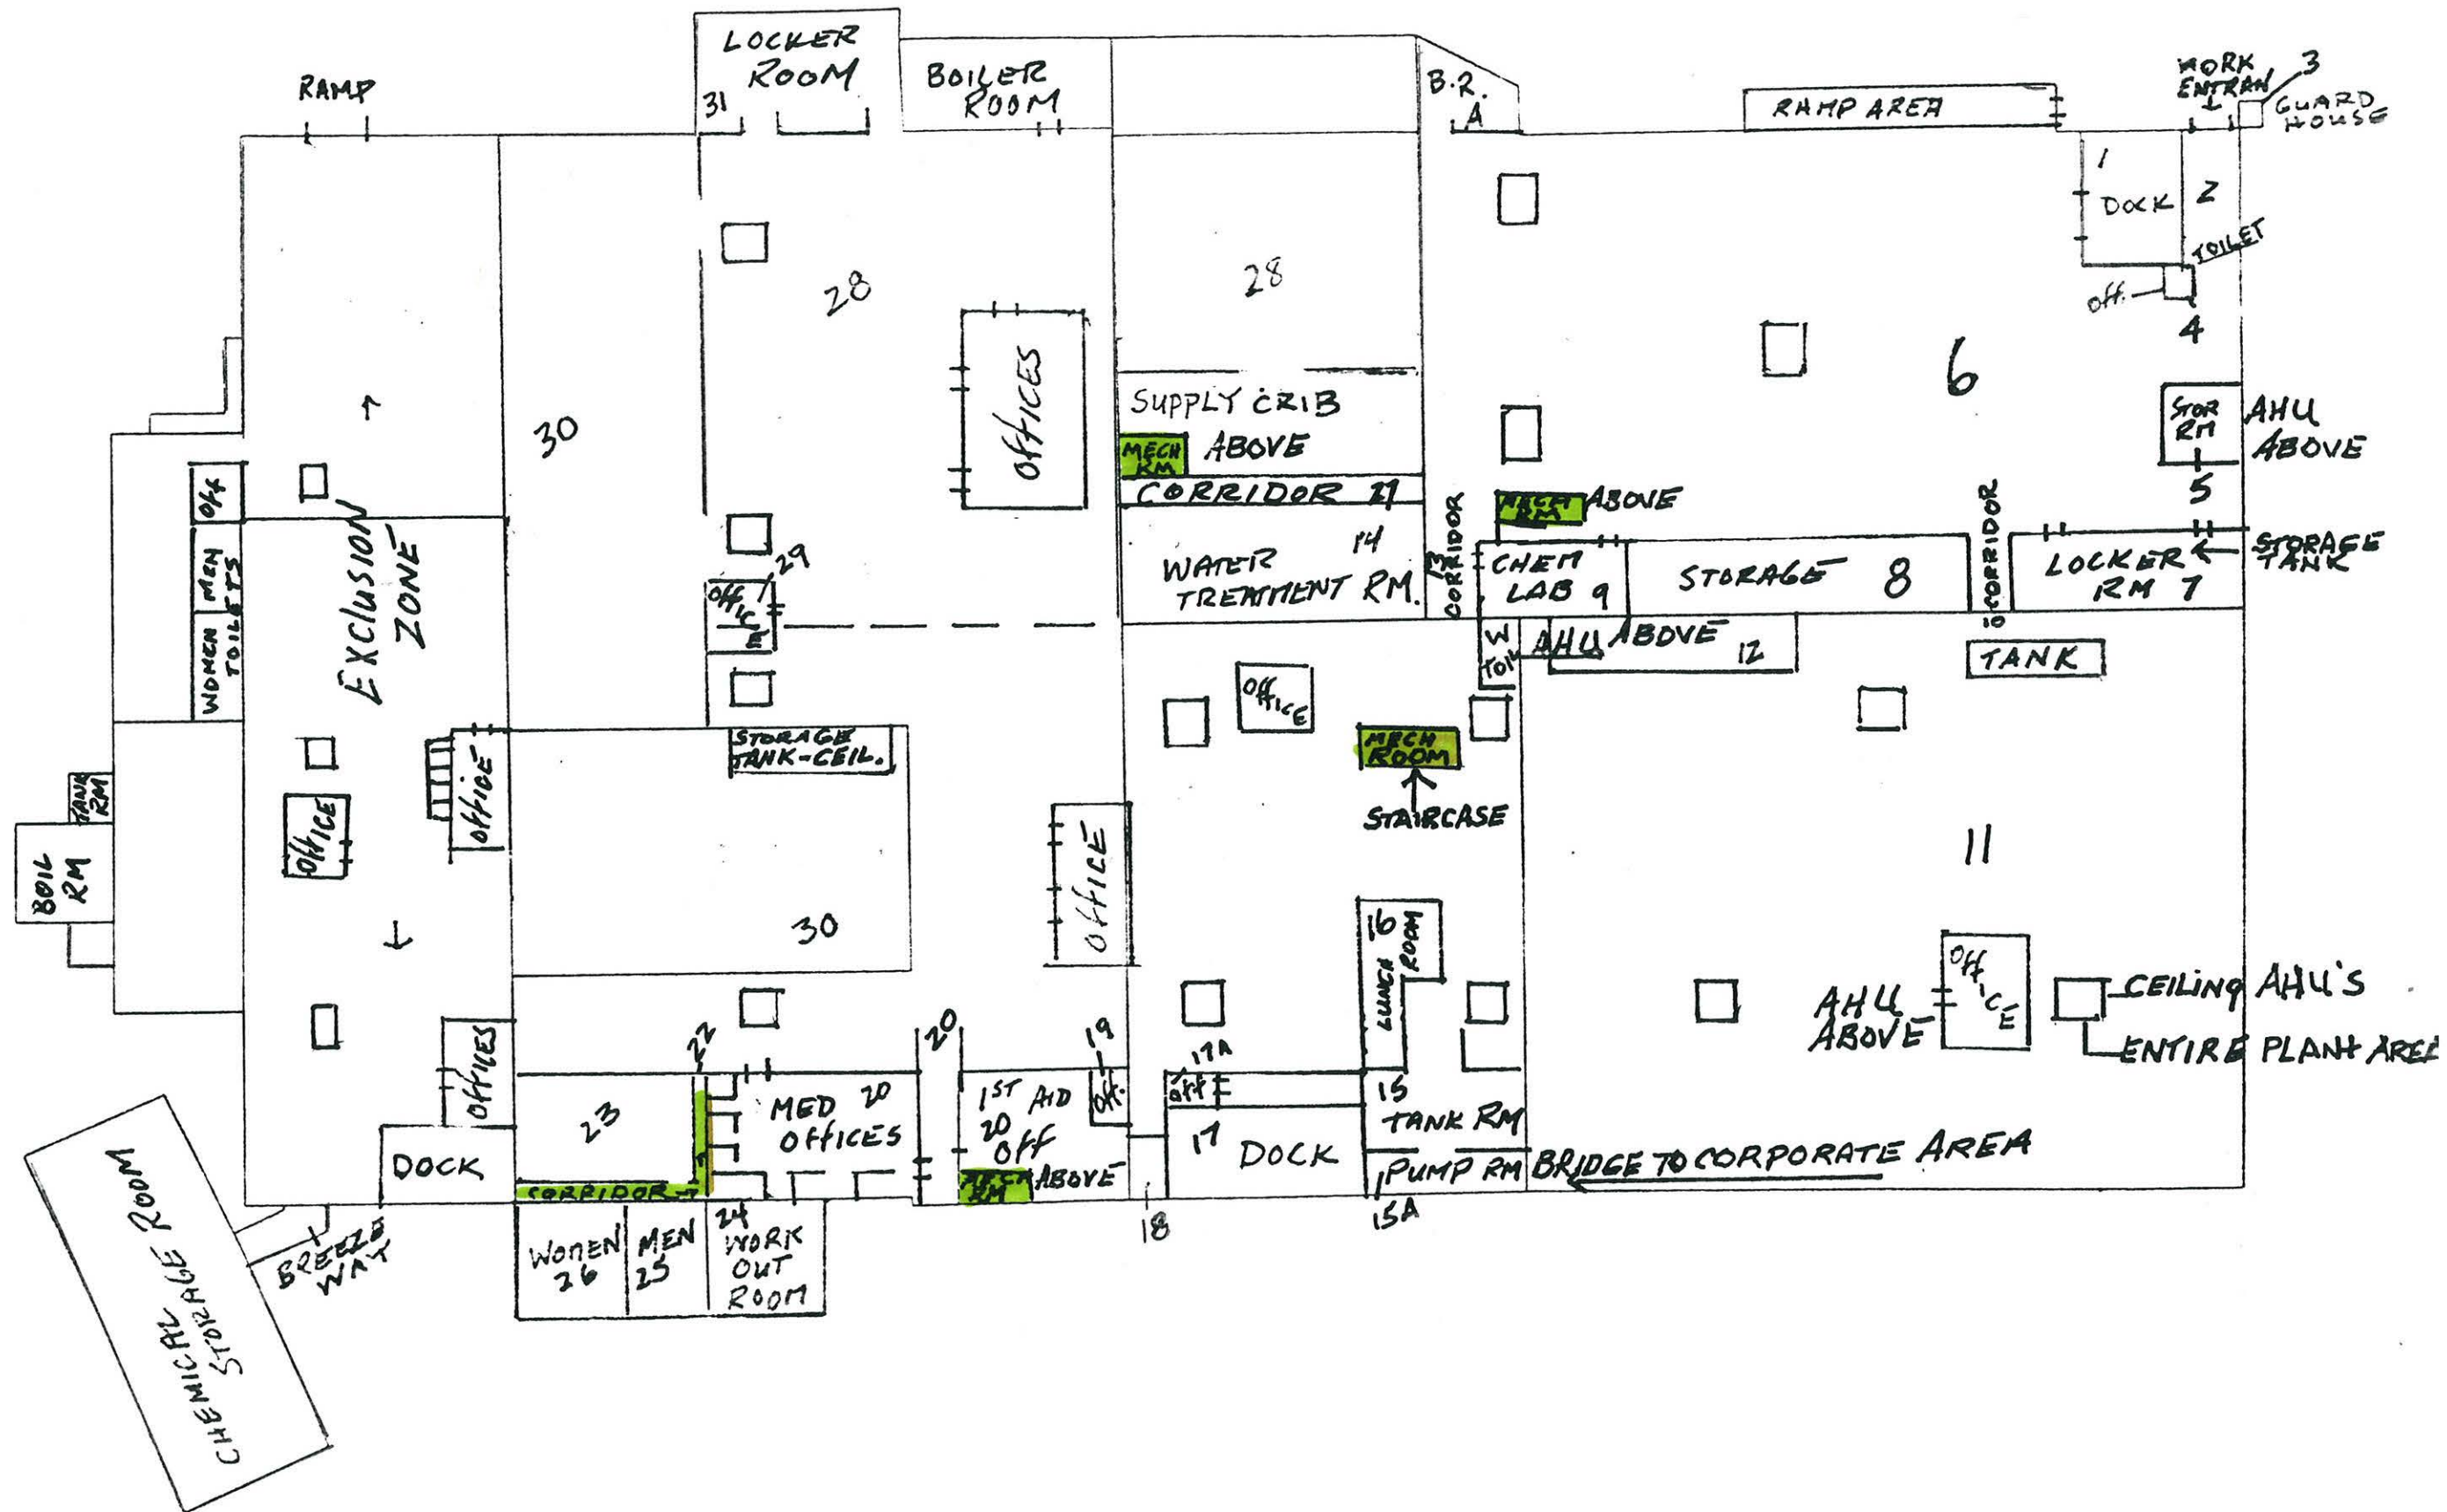 LOCKER
ROOM
31
BOILER
ROOM
RAMP
B.R.
A
RAMP AREA
WORK
ENTRAN
3
GUARD
HOUSE
1
DOCK
2
TOILET
off.
4
28
28
6
OffICES
SUPPLY CRIB
ABOVE
MECH
RM
CORRIDOR
STOR
RM
AHU
ABOVE
5
30
Off
MEN
WOMEN
TOILETS
EXCLUSION
ZONE
29
OffICE
WATER
TREATMENT RM.
14
13
CORRIDOR
MECH
RM
ABOVE
CHEM
LAB 9
STORAGE 8
CORRIDOR
10
LOCKER
RM 7
STORAGE
TANK
W
TOIL
AHU ABOVE
12
TANK
OffICE
MECH
ROOM
STAIRCASE
STORAGE
TANK-CEIL.
TANK
RM
BOIL
RM
OffICE
OffICE
30
OffICE
11
16
LUNCH
ROOM
AHU
ABOVE
Off-ICE
CEILING AHU'S
ENTIRE PLANT AREA
OffICES
22
20
19
17A
23
MED 20
OFFICES
1ST AID
20
Off
Off.
Off
15
TANK RM
DOCK
CORRIDOR
MECH
RM
ABOVE
17
DOCK
PUMP RM
BRIDGE TO CORPORATE AREA
15A
18
24
WOMEN
26
MEN
25
WORK
OUT
ROOM
BREEZE
WAY
CHEMICAL
STORAGE ROOM